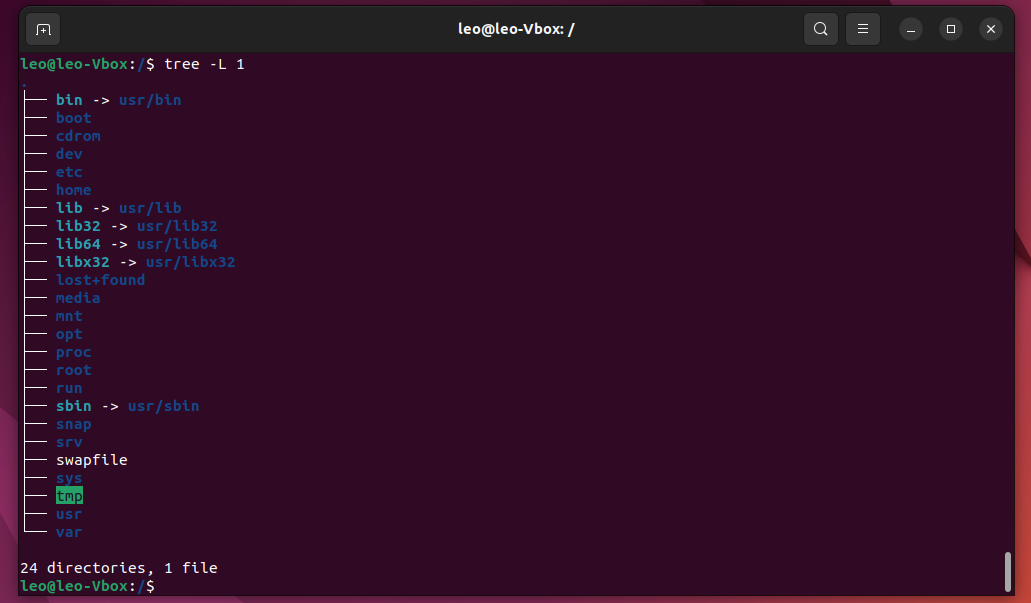 leo@leo-Vbox: /
leo@leo-Vbox:/$ tree -L 1
.
├── bin -> usr/bin
├── boot
├── cdrom
├── dev
├── etc
├── home
├── lib -> usr/lib
├── lib32 -> usr/lib32
├── lib64 -> usr/lib64
├── libx32 -> usr/libx32
├── lost+found
├── media
├── mnt
├── opt
├── proc
├── root
├── run
├── sbin -> usr/sbin
├── snap
├── srv
├── swapfile
├── sys
├── tmp
├── usr
└── var
24 directories, 1 file
leo@leo-Vbox:/$